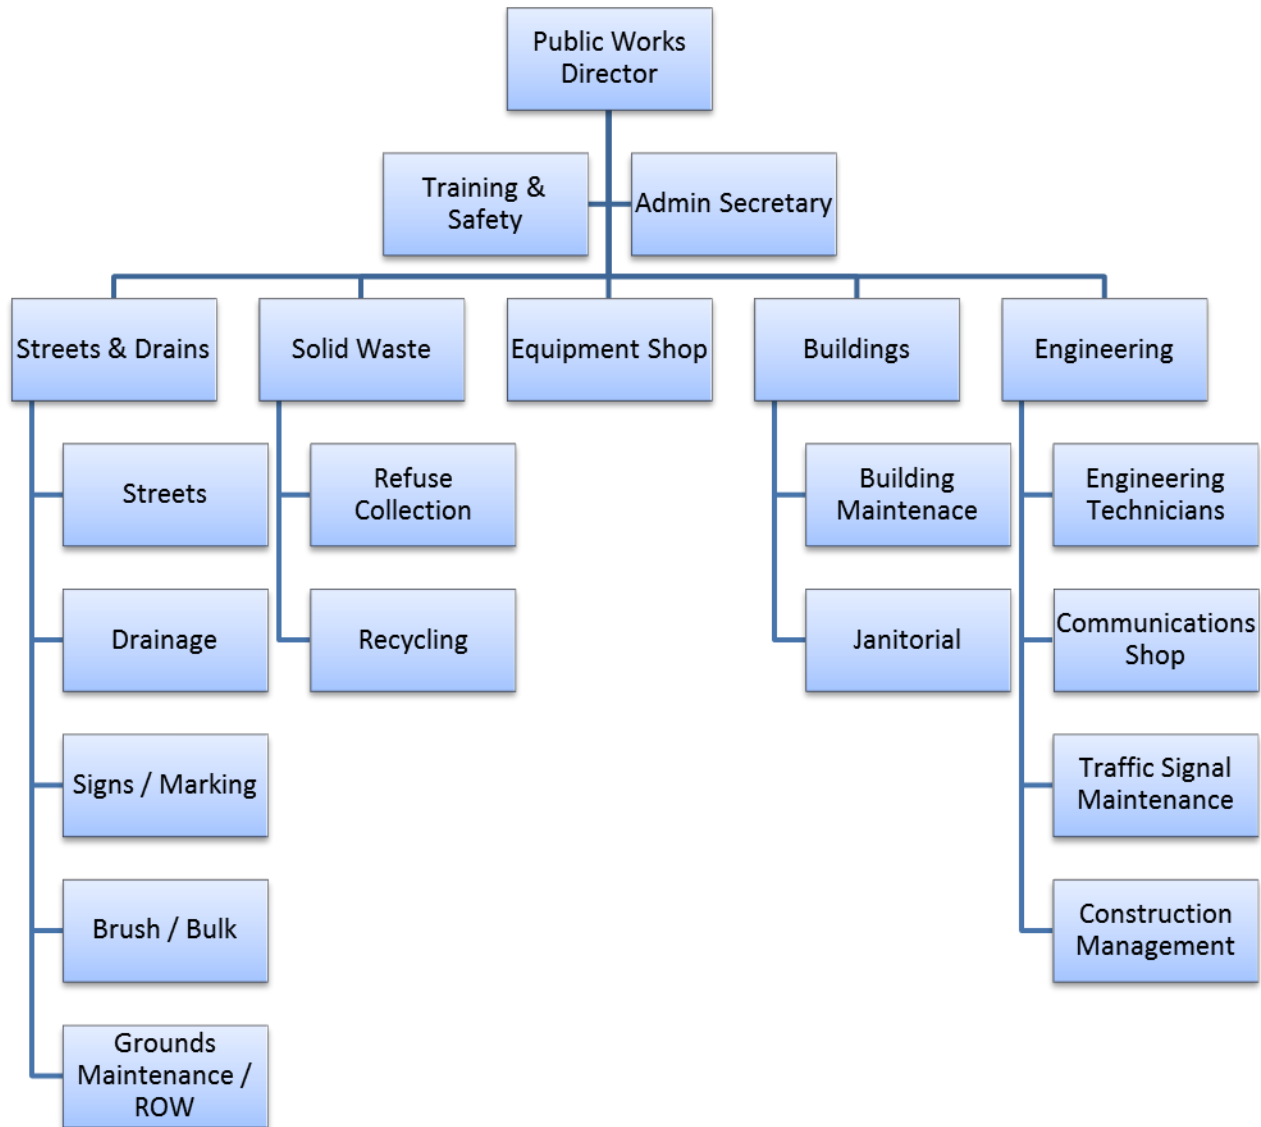 Public Works
Director
Training &
Safety
Admin Secretary
Streets & Drains
Solid Waste
Equipment Shop
Buildings
Engineering
Streets
Refuse
Collection
Building
Maintenace
Engineering
Technicians
Drainage
Recycling
Janitorial
Communications
Shop
Signs / Marking
Traffic Signal
Maintenance
Brush / Bulk
Construction
Management
Grounds
Maintenance /
ROW